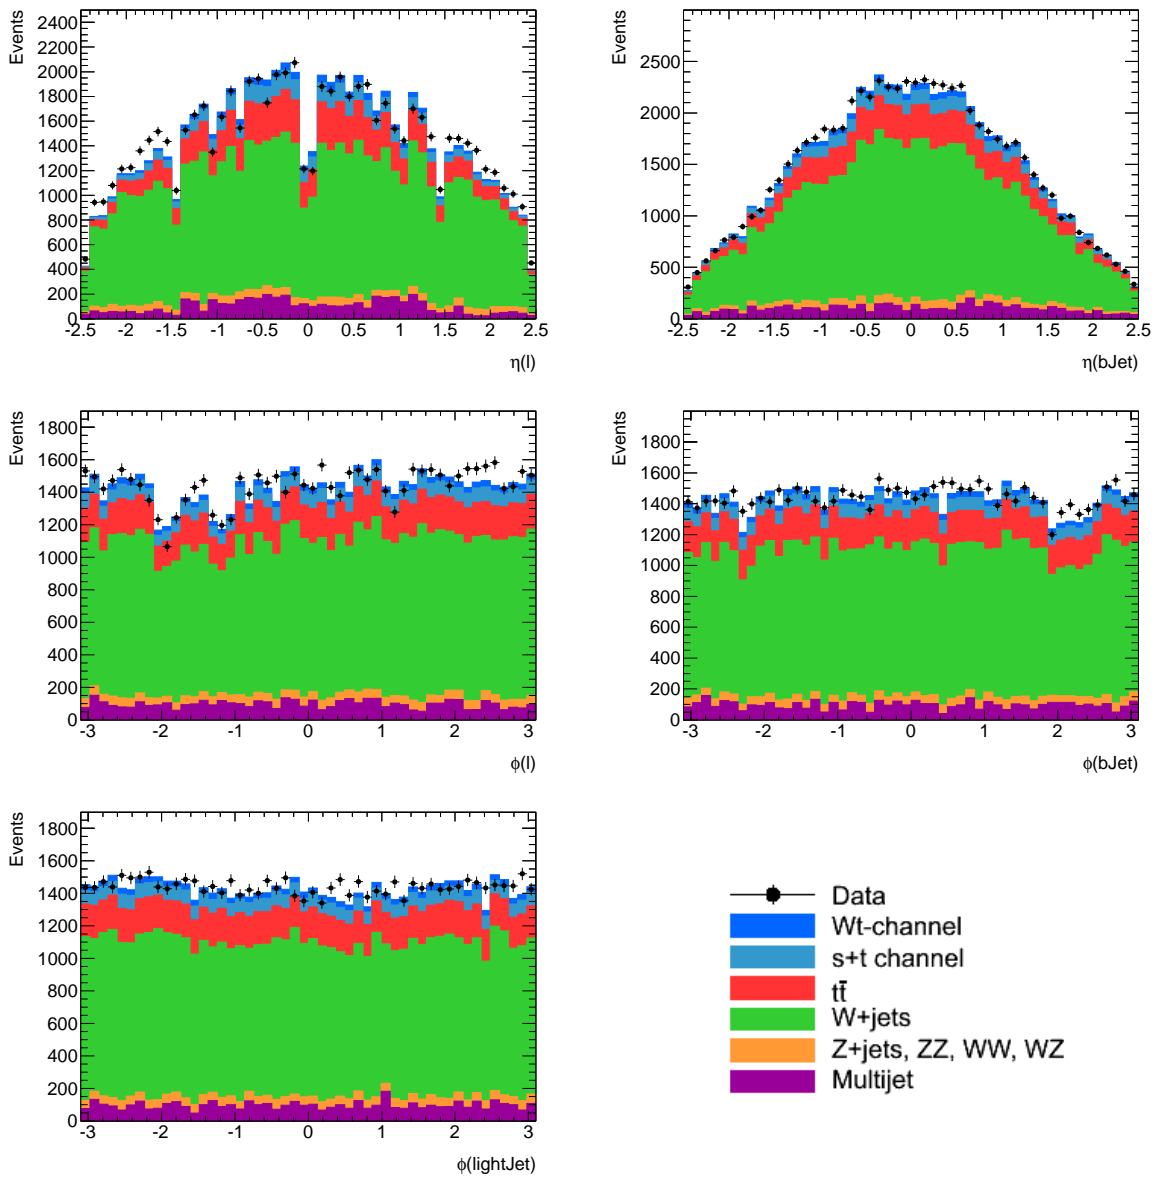 Events
2400
2200
2000
1800
1600
1400
1200
1000
800
600
400
200
0
-2.5 -2 -1.5 -1 -0.5 0 0.5 1 1.5 2 2.5
η(l)
Events
2500
2000
1500
1000
500
0
-2.5 -2 -1.5 -1 -0.5 0 0.5 1 1.5 2 2.5
η(bJet)
Events
1800
1600
1400
1200
1000
800
600
400
200
0
-3 -2 -1 0 1 2 3
ϕ(l)
Events
1800
1600
1400
1200
1000
800
600
400
200
0
-3 -2 -1 0 1 2 3
ϕ(bJet)
Events
1800
1600
1400
1200
1000
800
600
400
200
0
-3 -2 -1 0 1 2 3
ϕ(lightJet)
Data
Wt-channel
s+t channel
tt̄
W+jets
Z+jets, ZZ, WW, WZ
Multijet